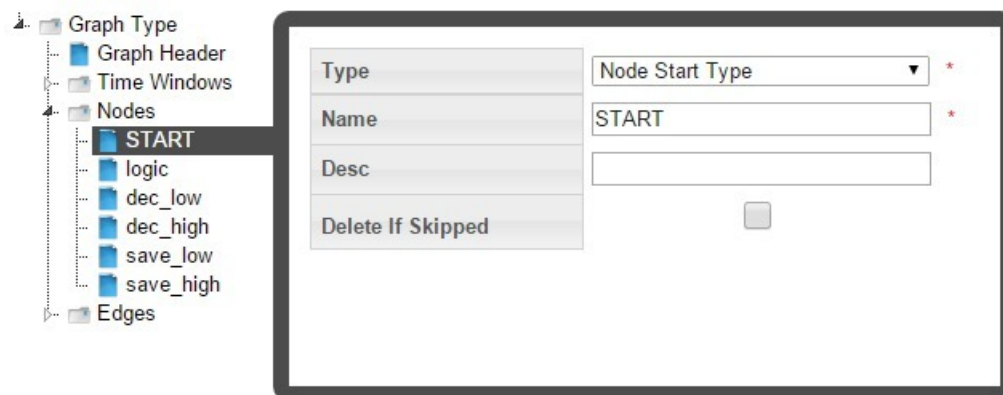 Graph Type
Graph Header
Time Windows
Nodes
START
logic
dec_low
dec_high
save_low
save_high
Edges
Type
Node Start Type
*
Name
START
*
Desc
Delete If Skipped